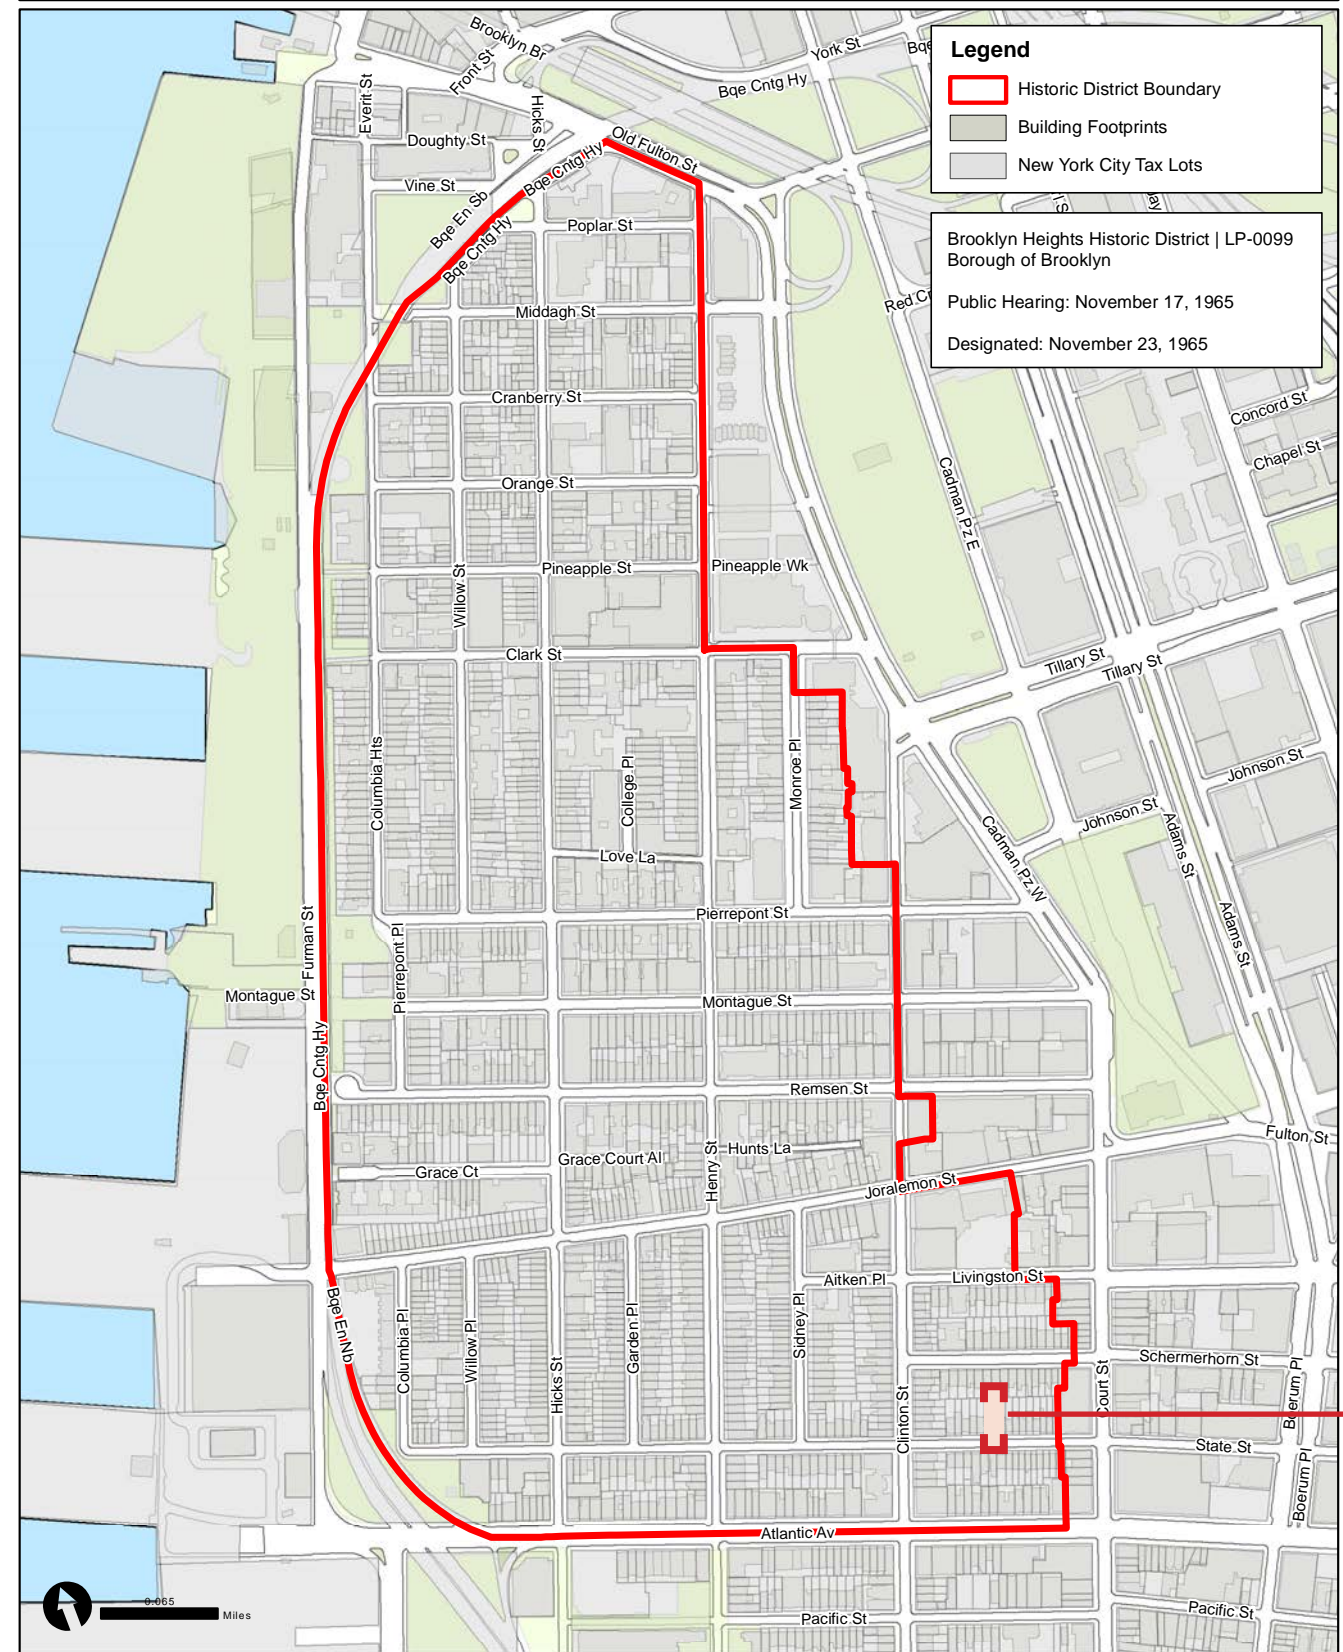 Legend
Historic District Boundary
Building Footprints
New York City Tax Lots
Brooklyn Heights Historic District | LP-0099
Borough of Brooklyn
Public Hearing: November 17, 1965
Designated: November 23, 1965
Brooklyn Br
York St
Bqe
Front St
Bqe Cntg Hy
Everit St
Hicks St
Doughty St
Old Fulton St
Bqe Cntg Hy
Vine St
Bqe En Sb
Bqe Cntg Hy
Poplar St
Red Cr
Middagh St
Cranberry St
Concord St
Chapel St
Orange St
Cadman Pz E
Pineapple St
Pineapple Wk
Willow St
Clark St
Tillary St
Tillary St
Columbia Hts
College Pl
Monroe Pl
Johnson St
Johnson St
Adams St
Love La
Cadman Pz W
Pierrepont St
Adams St
Furman St
Pierrepont Pl
Montague St
Montague St
Bqe Cntg Hy
Remsen St
Fulton St
Grace Ct
Grace Court Al
Henry St
Hunts La
Joralemon St
Aitken Pl
Livingston St
Bqe En Nb
Columbia Pl
Willow Pl
Garden Pl
Sidney Pl
Hicks St
Clinton St
Court St
Schermerhorn St
Boerum Pl
State St
Boerum Pl
Atlantic Av
0.065
Miles
Pacific St
Pacific St